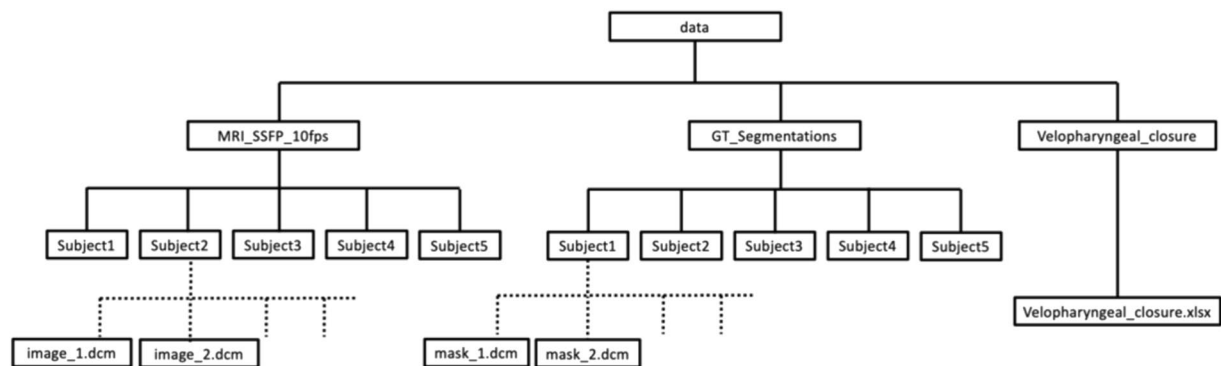 data
MRI_SSFP_10fps
GT_Segmentations
Velopharyngeal_closure
Subject1
Subject2
Subject3
Subject4
Subject5
Subject1
Subject2
Subject3
Subject4
Subject5
Velopharyngeal_closure.xlsx
image_1.dcm
image_2.dcm
mask_1.dcm
mask_2.dcm